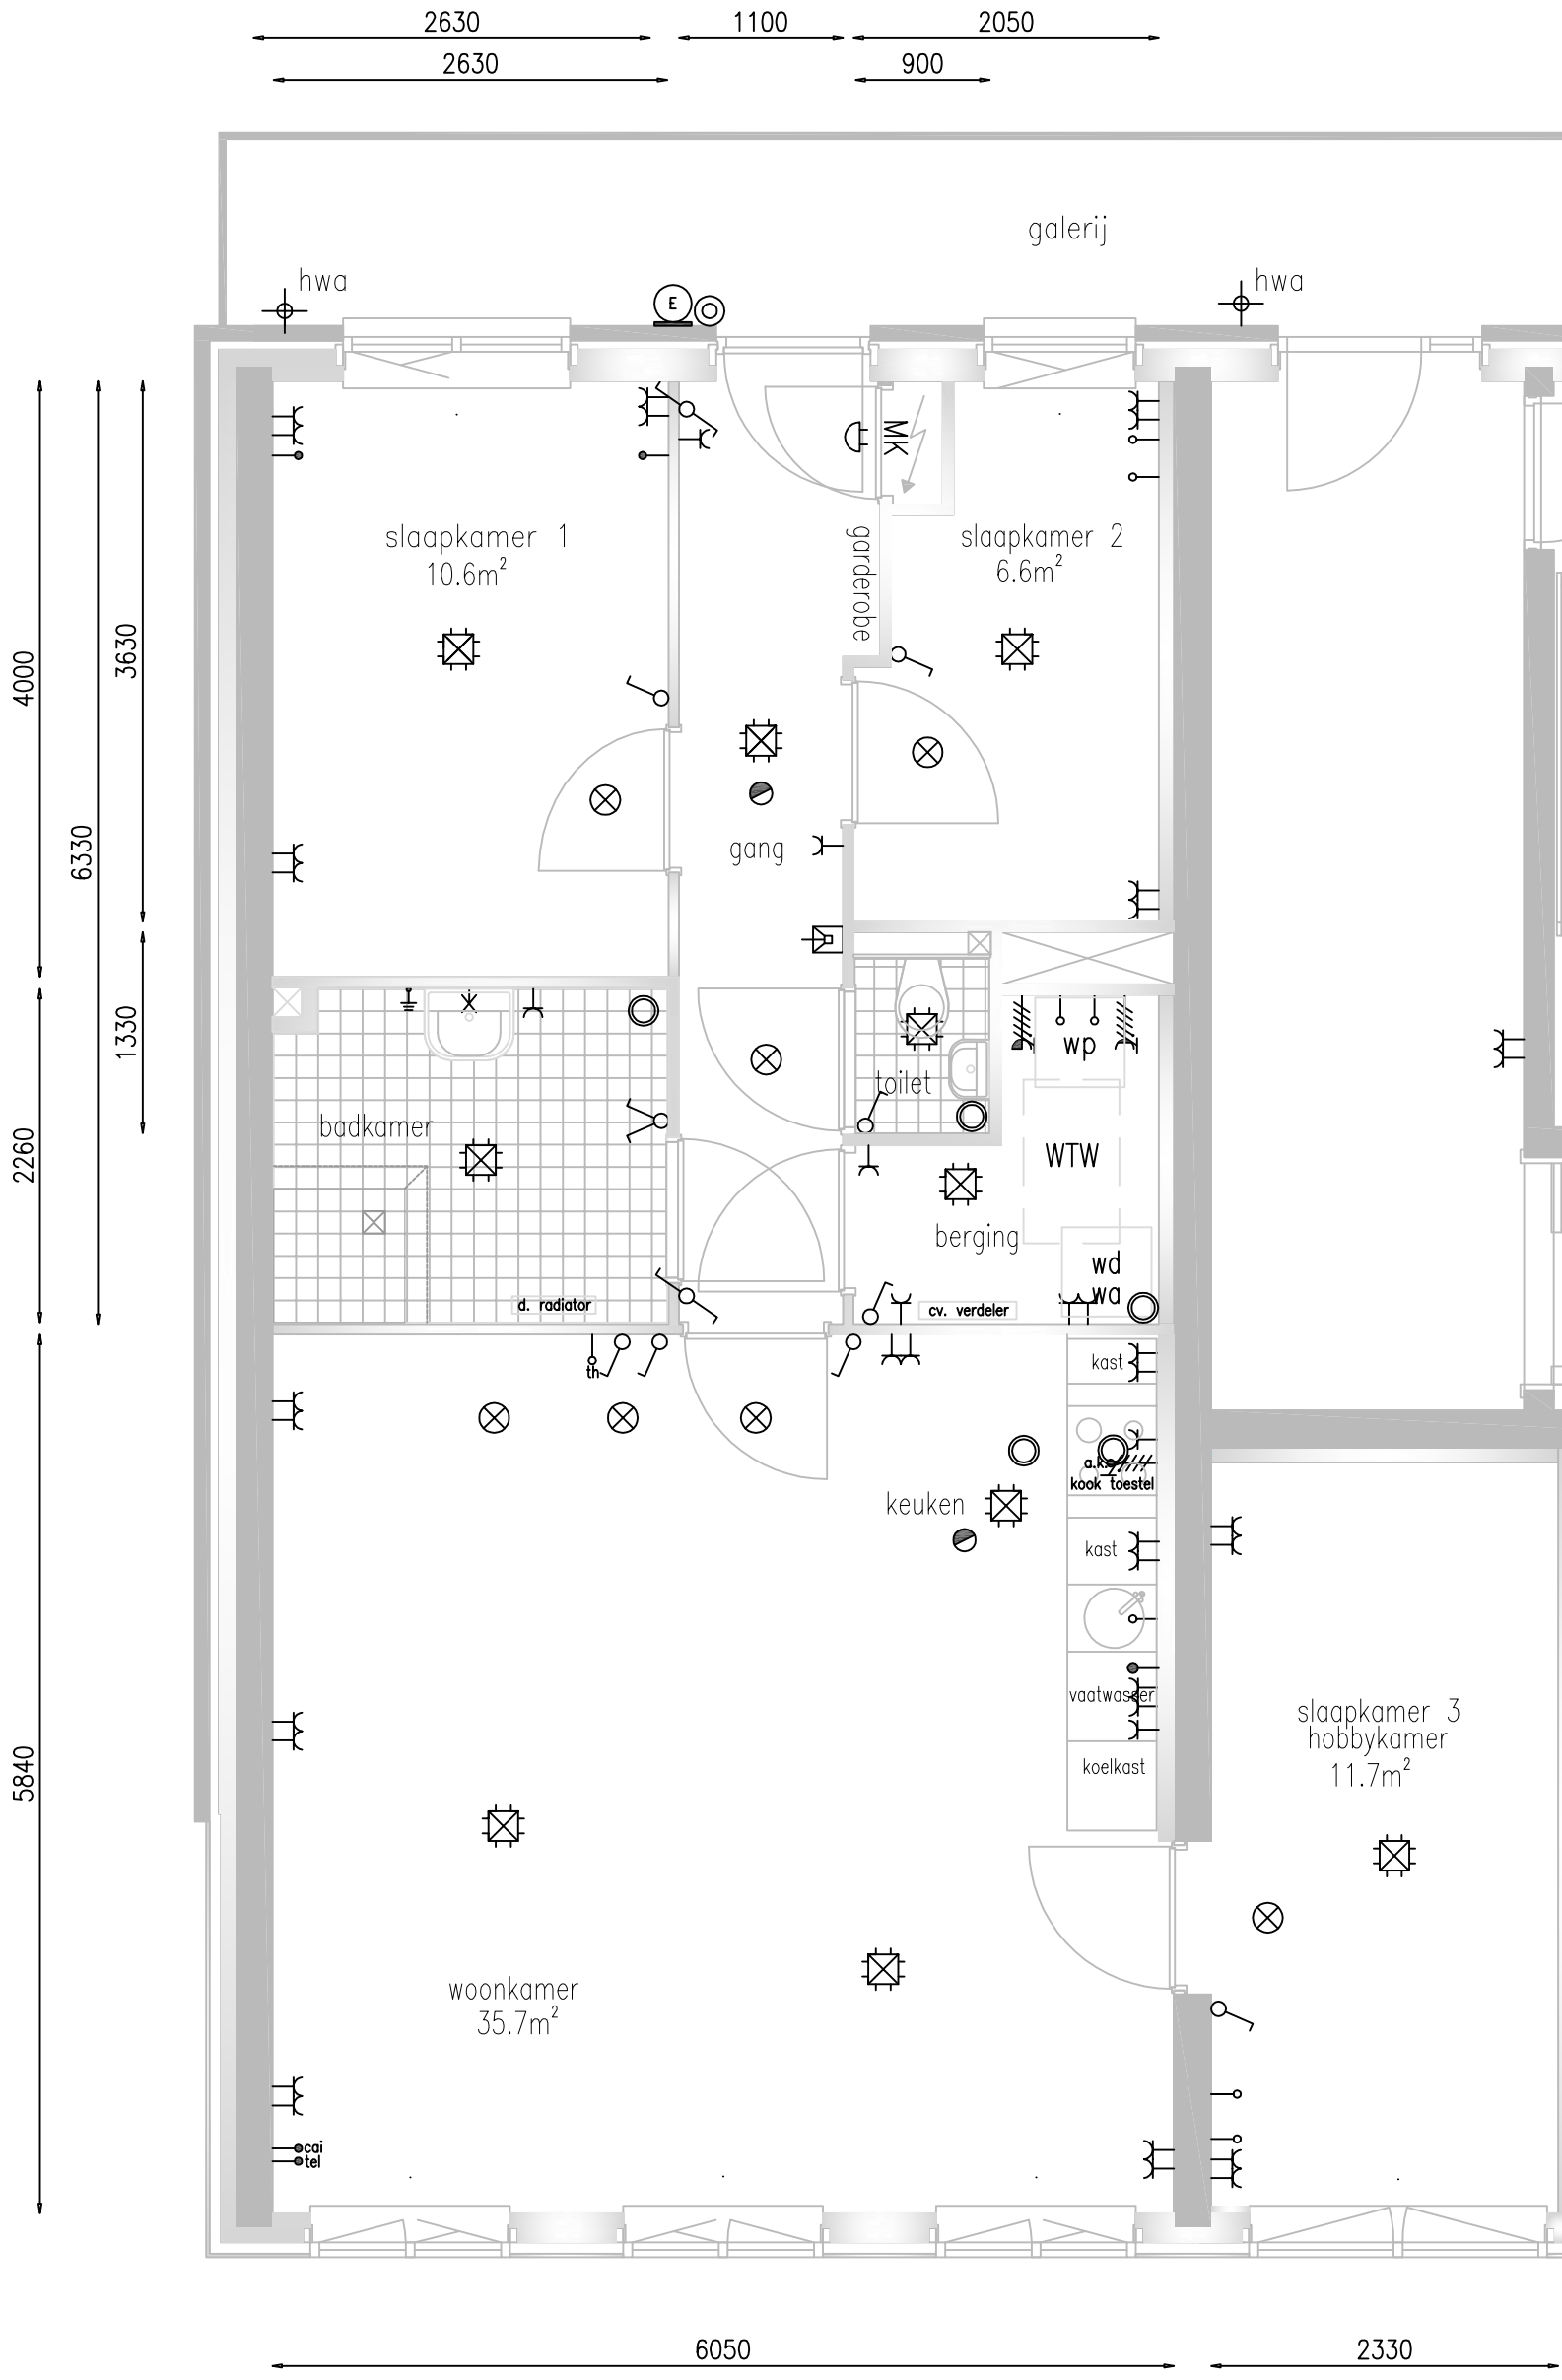 2630
1100
2050
2630
900
galerij
hwa
hwa
E
MK
slaapkamer 1
10.6m²
slaapkamer 2
6.6m²
garderobe
4000
3630
6330
gang
1330
wp
toilet
badkamer
WTW
2260
berging
wd
wa
d. radiator
cv. verdeler
th
kast
a.k.
kook toestel
keuken
kast
vaatwasser
slaapkamer 3
hobbykamer
11.7m²
koelkast
5840
woonkamer
35.7m²
cai
tel
6050
2330